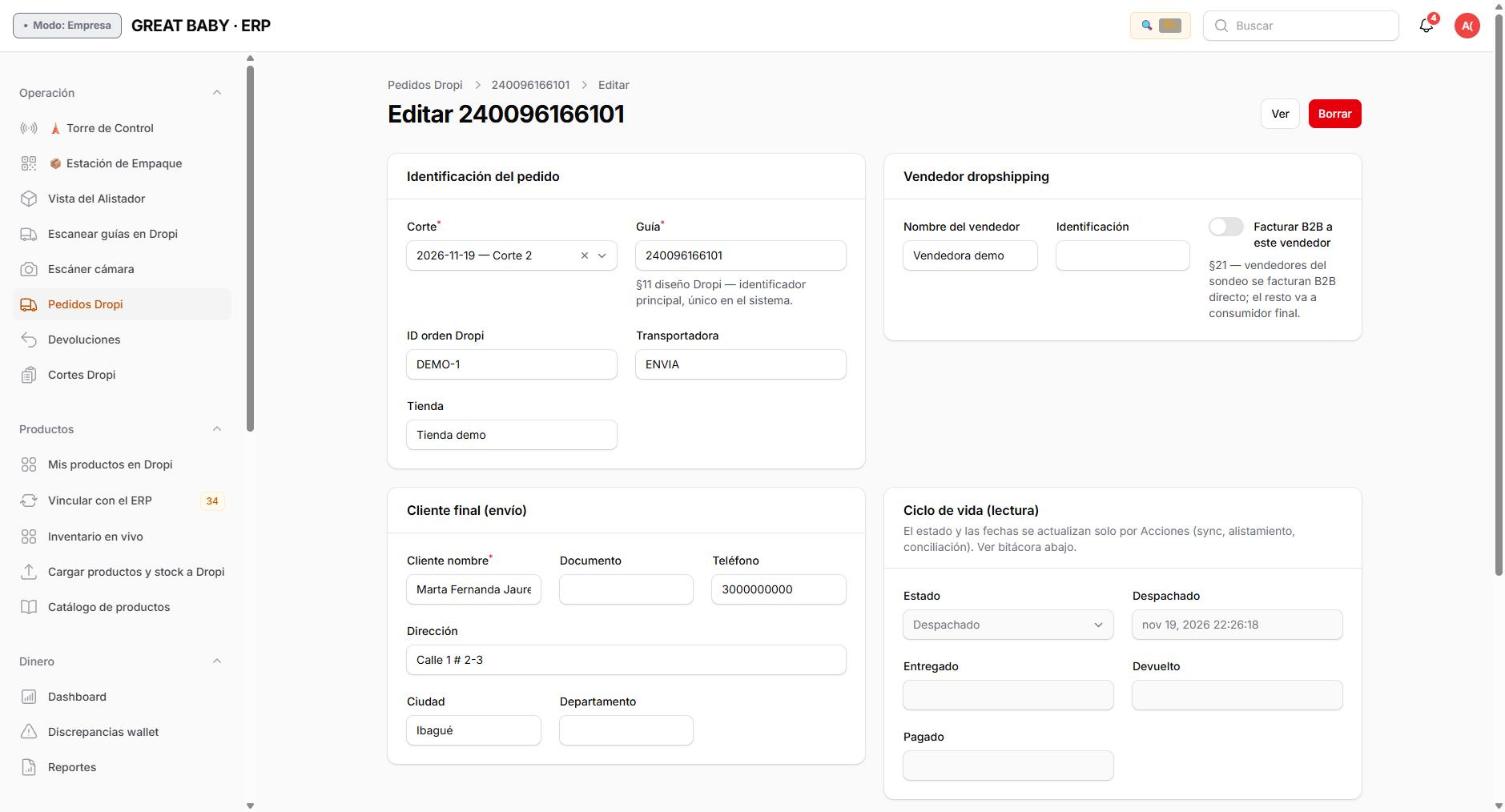 • Modo: Empresa
GREAT BABY · ERP
Buscar
4
A(
Operación
Torre de Control
Estación de Empaque
Vista del Alistador
Escanear guías en Dropi
Escáner cámara
Pedidos Dropi
Devoluciones
Cortes Dropi
Productos
Mis productos en Dropi
Vincular con el ERP
34
Inventario en vivo
Cargar productos y stock a Dropi
Catálogo de productos
Dinero
Dashboard
Discrepancias wallet
Reportes
Pedidos Dropi > 240096166101 > Editar
Editar 240096166101
Ver
Borrar
Identificación del pedido
Corte*
2026-11-19 — Corte 2
Guía*
240096166101
§11 diseño Dropi — identificador
principal, único en el sistema.
ID orden Dropi
DEMO-1
Transportadora
ENVIA
Tienda
Tienda demo
Vendedor dropshipping
Nombre del vendedor
Vendedora demo
Identificación
Facturar B2B a
este vendedor
§21 — vendedores del
sondeo se facturan B2B
directo; el resto va a
consumidor final.
Cliente final (envío)
Cliente nombre*
Marta Fernanda Jaure
Documento
Teléfono
3000000000
Dirección
Calle 1 # 2-3
Ciudad
Ibagué
Departamento
Ciclo de vida (lectura)
El estado y las fechas se actualizan solo por Acciones (sync, alistamiento,
conciliación). Ver bitácora abajo.
Estado
Despachado
Despachado
nov 19, 2026 22:26:18
Entregado
Devuelto
Pagado